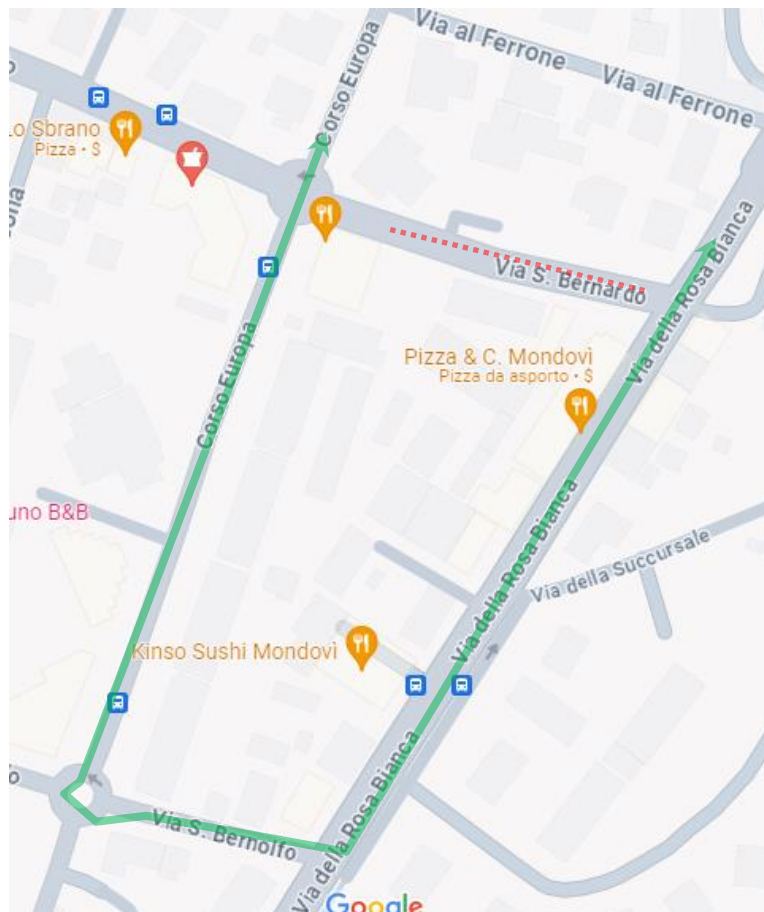 Via al Ferrone
Via al Ferrone
Corso Europa
Lo Sbrano
Pizza • $
Via della Rosa Bianca
Via S. Bernardo
Corso Europa
Pizza & C. Mondovì
Pizza da asporto • $
uno B&B
Via della Rosa Bianca
Via della Succursale
Kinso Sushi Mondovì
Via della Rosa Bianca
Via S. Bernolfo
Google